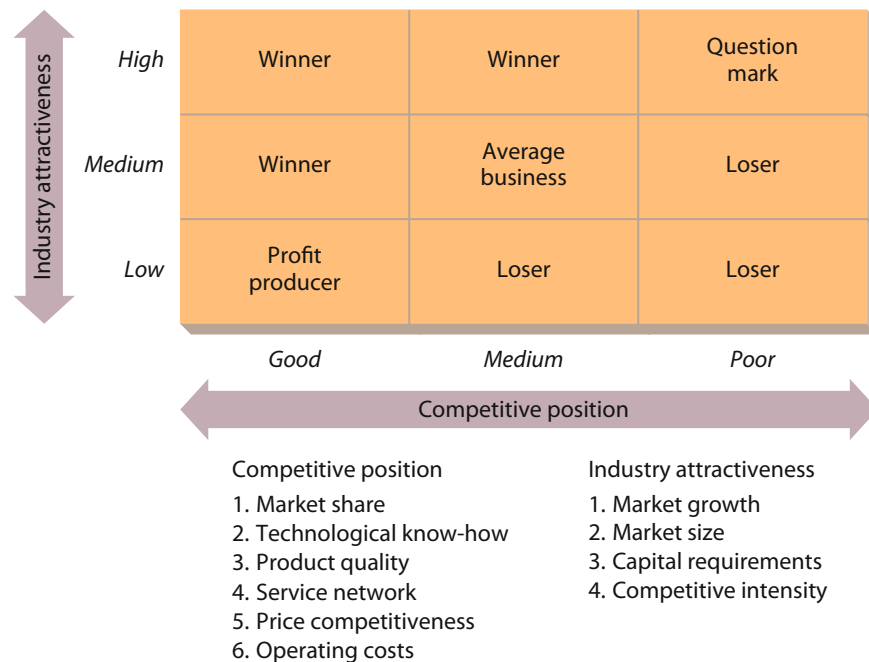 Industry attractiveness
High
Winner
Winner
Question
mark
Medium
Winner
Average
business
Loser
Low
Profit
producer
Loser
Loser
Good
Medium
Poor
Competitive position
Competitive position
1. Market share
2. Technological know-how
3. Product quality
4. Service network
5. Price competitiveness
6. Operating costs
Industry attractiveness
1. Market growth
2. Market size
3. Capital requirements
4. Competitive intensity